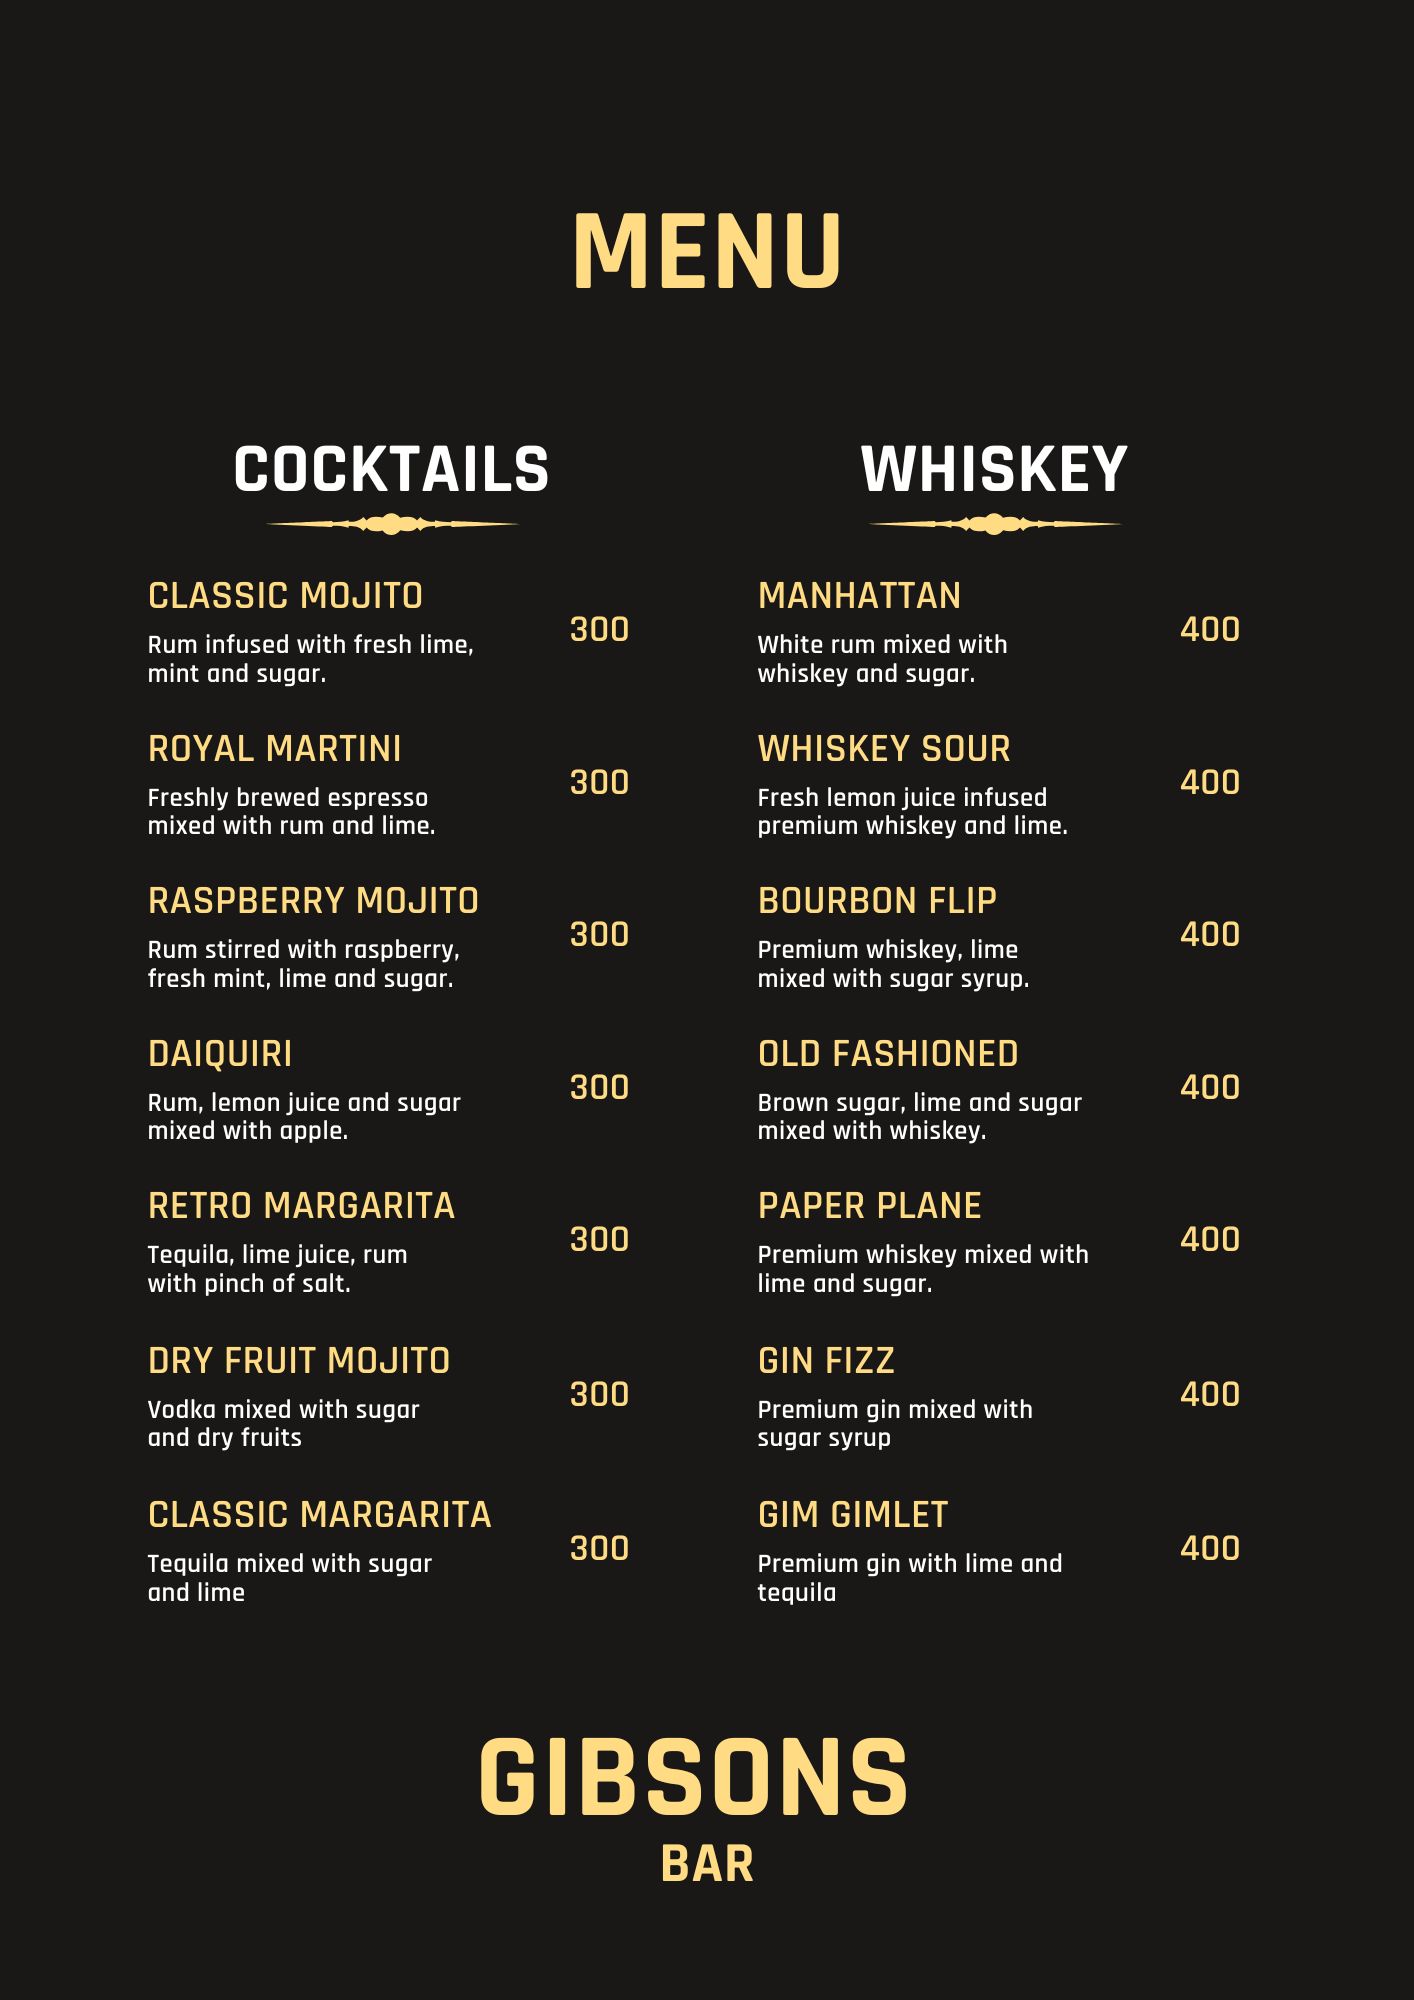 MENU
COCKTAILS
CLASSIC MOJITO
300
Rum infused with fresh lime,
mint and sugar.
ROYAL MARTINI
300
Freshly brewed espresso
mixed with rum and lime.
RASPBERRY MOJITO
300
Rum stirred with raspberry,
fresh mint, lime and sugar.
DAIQUIRI
300
Rum, lemon juice and sugar
mixed with apple.
RETRO MARGARITA
300
Tequila, lime juice, rum
with pinch of salt.
DRY FRUIT MOJITO
300
Vodka mixed with sugar
and dry fruits
CLASSIC MARGARITA
300
Tequila mixed with sugar
and lime
WHISKEY
MANHATTAN
400
White rum mixed with
whiskey and sugar.
WHISKEY SOUR
400
Fresh lemon juice infused
premium whiskey and lime.
BOURBON FLIP
400
Premium whiskey, lime
mixed with sugar syrup.
OLD FASHIONED
400
Brown sugar, lime and sugar
mixed with whiskey.
PAPER PLANE
400
Premium whiskey mixed with
lime and sugar.
GIN FIZZ
400
Premium gin mixed with
sugar syrup
GIM GIMLET
400
Premium gin with lime and
tequila
GIBSONS
BAR